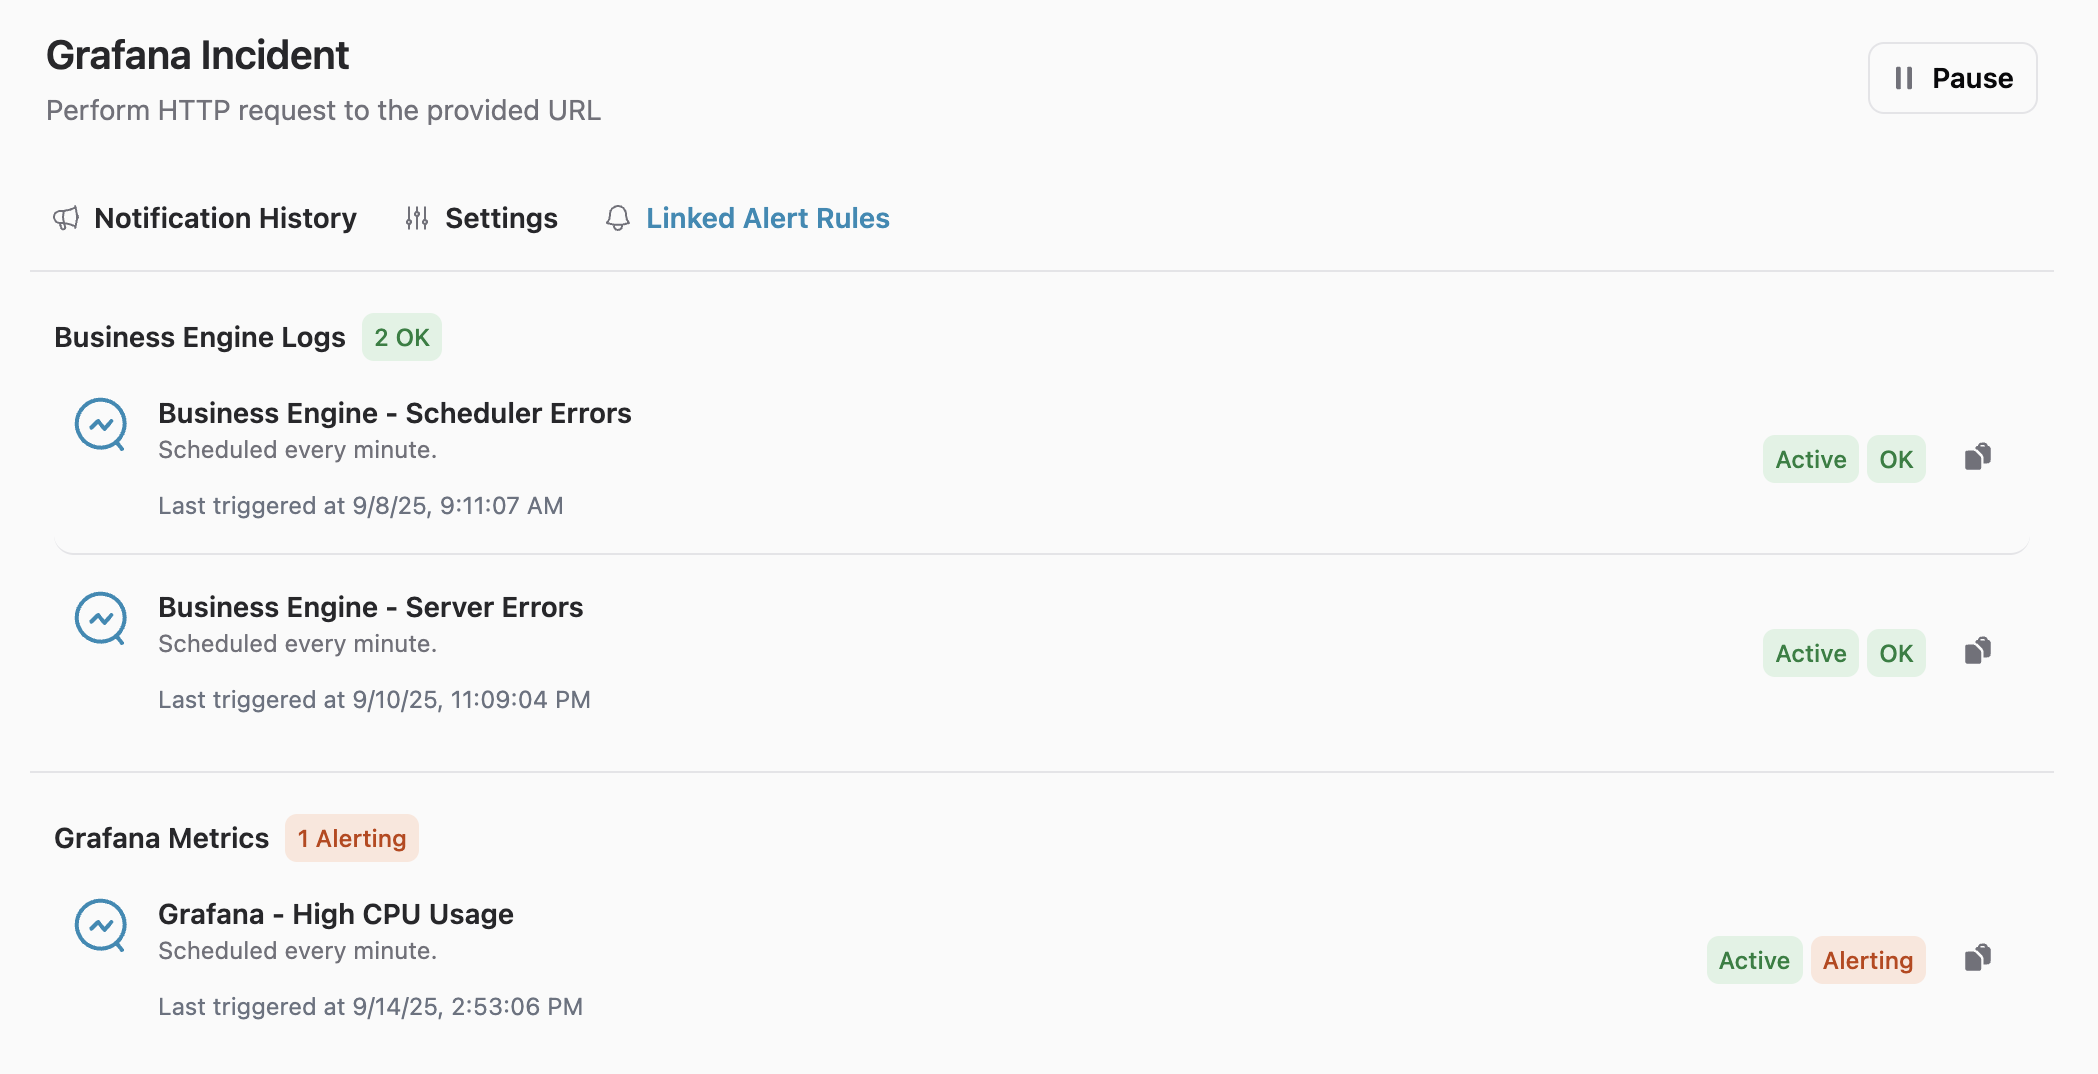 Grafana Incident
Perform HTTP request to the provided URL
Pause
Notification History
Settings
Linked Alert Rules
Business Engine Logs
2 OK
Business Engine - Scheduler Errors
Scheduled every minute.
Last triggered at 9/8/25, 9:11:07 AM
Active
OK
Business Engine - Server Errors
Scheduled every minute.
Last triggered at 9/10/25, 11:09:04 PM
Active
OK
Grafana Metrics
1 Alerting
Grafana - High CPU Usage
Scheduled every minute.
Last triggered at 9/14/25, 2:53:06 PM
Active
Alerting